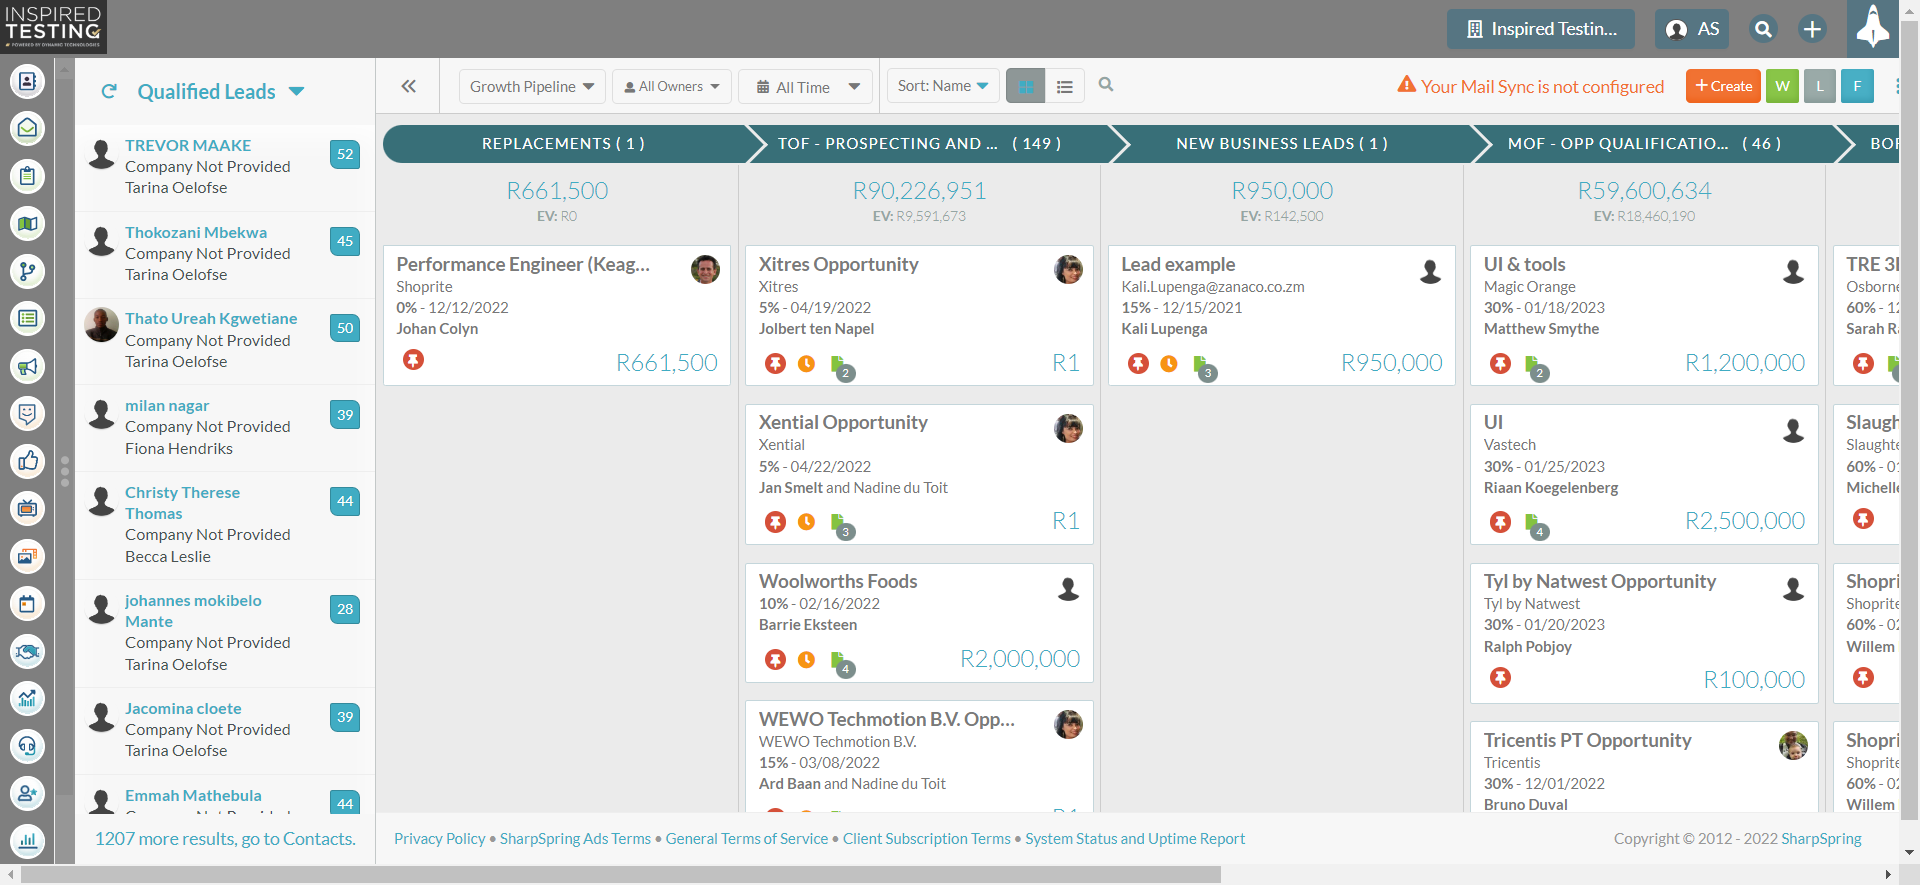 INSPIRED
TESTING
POWERED BY DYNAMIC TECHNOLOGIES
Inspired Testin...
AS
Qualified Leads
Growth Pipeline
All Owners
All Time
Sort: Name
Your Mail Sync is not configured
+ Create
W
L
F
TREVOR MAAKE
Company Not Provided
Tarina Oelofse
52
Thokozani Mbekwa
Company Not Provided
Tarina Oelofse
45
Thato Ureah Kgwetiane
Company Not Provided
Tarina Oelofse
50
milan nagar
Company Not Provided
Fiona Hendriks
39
Christy Therese
Thomas
Company Not Provided
Becca Leslie
44
johannes mokibelo
Mante
Company Not Provided
Tarina Oelofse
28
Jacomina cloete
Company Not Provided
Tarina Oelofse
39
Emmah Mathebula
44
1207 more results, go to Contacts.
REPLACEMENTS ( 1 )
R661,500
EV: R0
Performance Engineer (Keag...
Shoprite
0% - 12/12/2022
Johan Colyn
R661,500
TOF - PROSPECTING AND ... ( 149 )
R90,226,951
EV: R9,591,673
Xitres Opportunity
Xitres
5% - 04/19/2022
Jolbert ten Napel
2
R1
Xential Opportunity
Xential
5% - 04/22/2022
Jan Smelt and Nadine du Toit
3
R1
Woolworths Foods
10% - 02/16/2022
Barrie Eksteen
4
R2,000,000
WEWO Techmotion B.V. Opp...
WEWO Techmotion B.V.
15% - 03/08/2022
Ard Baan and Nadine du Toit
NEW BUSINESS LEADS ( 1 )
R950,000
EV: R142,500
Lead example
Kali.Lupenga@zanaco.co.zm
15% - 12/15/2021
Kali Lupenga
3
R950,000
MOF - OPP QUALIFICATIO... ( 46 )
R59,600,634
EV: R18,460,190
UI & tools
Magic Orange
30% - 01/18/2023
Matthew Smythe
2
R1,200,000
UI
Vastech
30% - 01/25/2023
Riaan Koegelenberg
4
R2,500,000
Tyl by Natwest Opportunity
Tyl by Natwest
30% - 01/20/2023
Ralph Pobjoy
R100,000
Tricentis PT Opportunity
Tricentis
30% - 12/01/2022
Bruno Duval
TRE
Osborne
60% - 12
Sarah
Slaugh
Slaughte
60% - 01
Michelle
Shopri
Shoprite
60% - 02
Willem
Shopri
Shoprite
60% - 02
Willem
Privacy Policy • SharpSpring Ads Terms • General Terms of Service • Client Subscription Terms • System Status and Uptime Report
Copyright © 2012 - 2022 SharpSpring